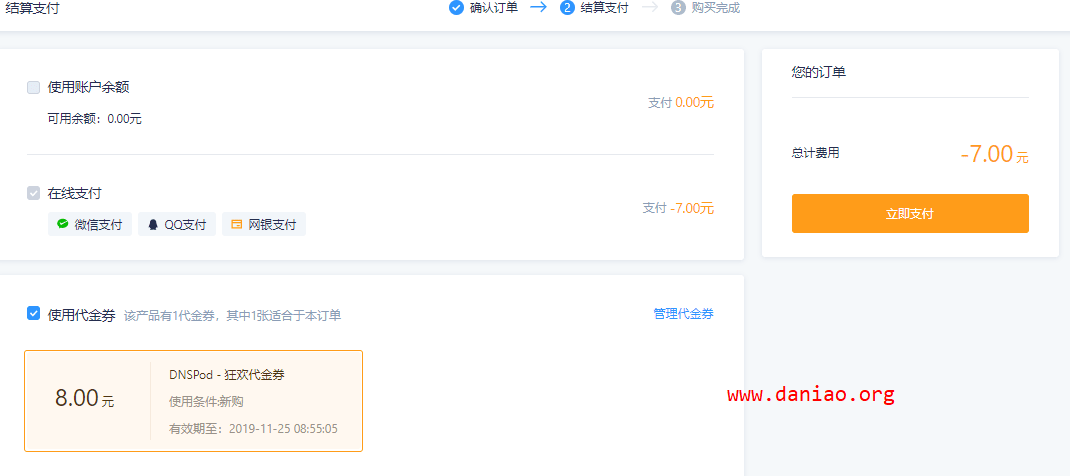 结算支付
确认订单
2 结算支付
3 购买完成
使用账户余额
支付 0.00元
可用余额：0.00元
在线支付
支付 -7.00元
微信支付
QQ支付
网银支付
您的订单
总计费用
-7.00 元
立即支付
使用代金券 该产品有1代金券，其中1张适合于本订单
管理代金券
8.00 元
DNSPod - 狂欢代金券
使用条件:新购
有效期至：2019-11-25 08:55:05
www.daniao.org